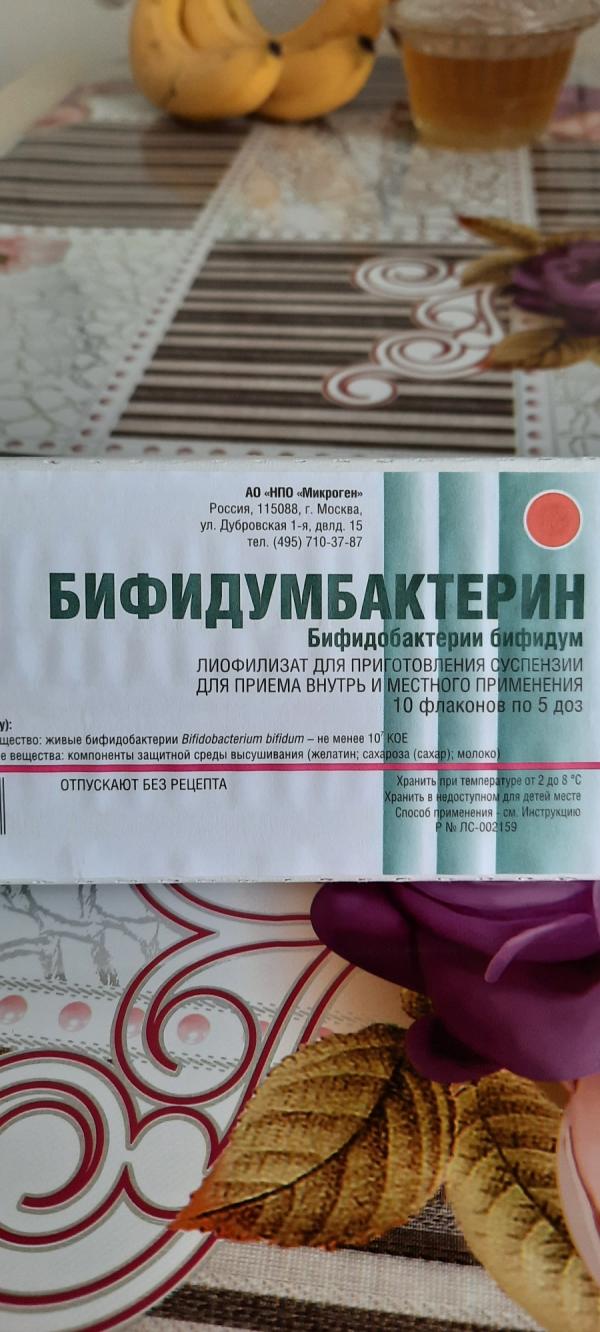 АО «НПО «Микроген»
Россия, 115088, г. Москва,
ул. Дубровская 1-я, двлд. 15
тел. (495) 710-37-87
БИФИДУМБАКТЕРИН
Бифидобактерии бифидум
ЛИОФИЛИЗАТ ДЛЯ ПРИГОТОВЛЕНИЯ СУСПЕНЗИИ
ДЛЯ ПРИЕМА ВНУТРЬ И МЕСТНОГО ПРИМЕНЕНИЯ
10 флаконов по 5 доз
у):
щество: живые бифидобактерии Bifidobacterium bifidum – не менее 10⁷ КОЕ
е вещества: компоненты защитной среды высушивания (желатин; сахароза (сахар); молоко)
ОТПУСКАЮТ БЕЗ РЕЦЕПТА
Хранить при температуре от 2 до 8 °С
Хранить в недоступном для детей месте
Способ применения - см. Инструкцию
Р № ЛС-002159